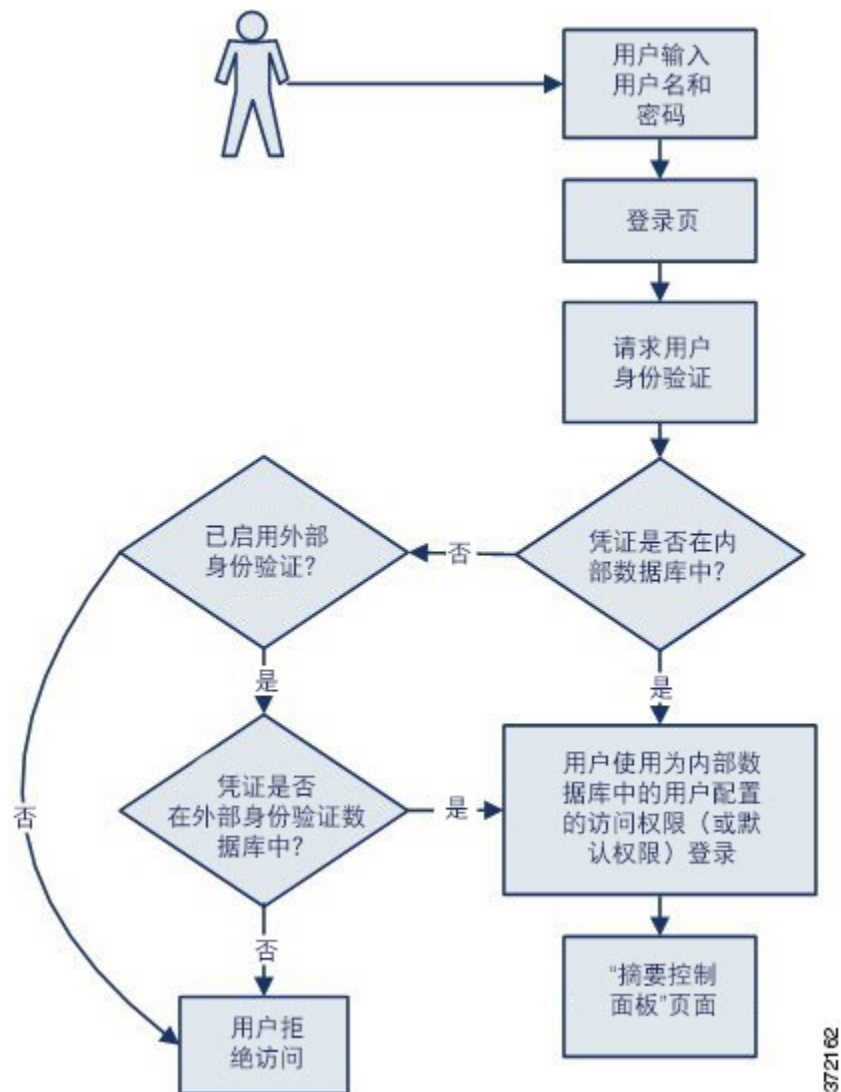 用户输入
用户名和
密码
登录页
请求用户
身份验证
已启用外部
身份验证?
否
凭证是否在内
部数据库中?
是
是
否
凭证是否
在外部身份验证数
据库中?
是
用户使用为内部数
据库中的用户配置
的访问权限（或默
认权限）登录
否
用户拒
绝访问
“摘要控制
面板”页面
372162